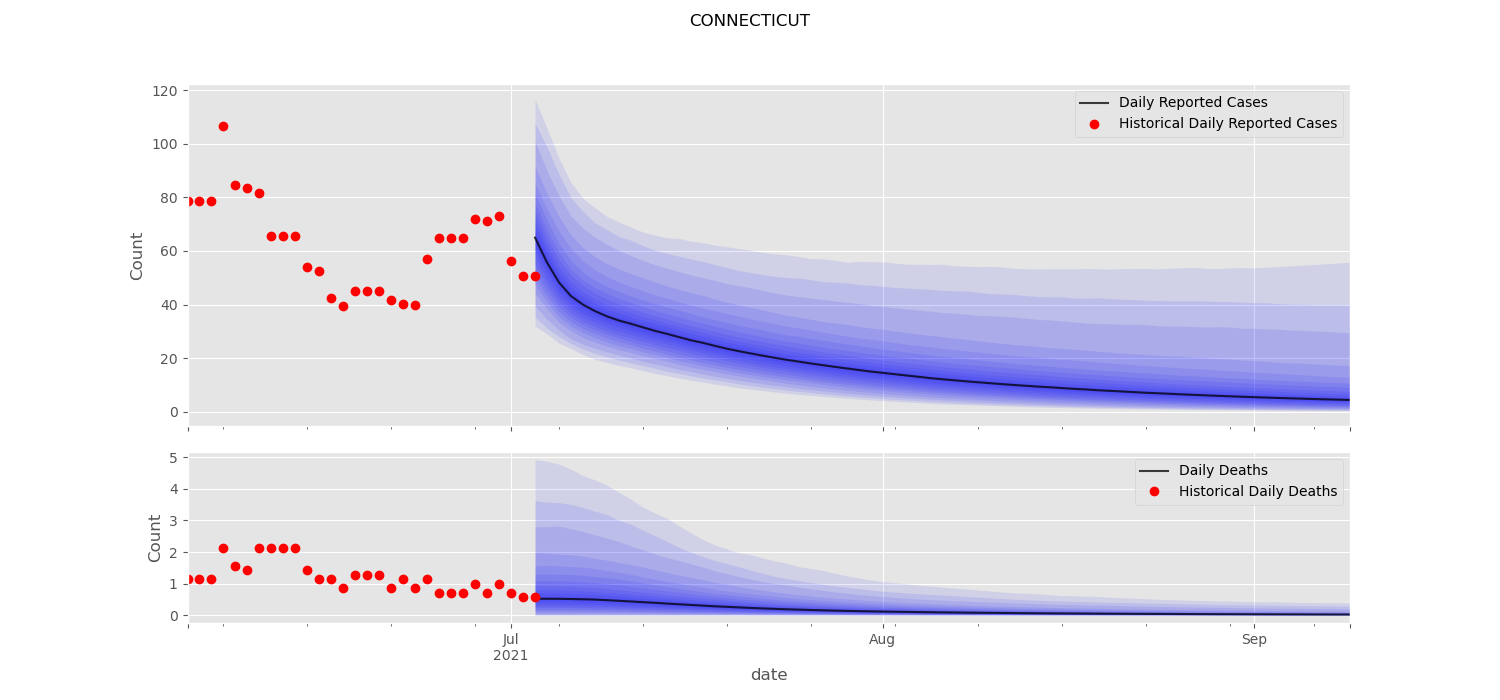 CONNECTICUT
120
100
80
60
40
20
0
Count
Daily Reported Cases
Historical Daily Reported Cases
5
4
3
2
1
0
Count
Daily Deaths
Historical Daily Deaths
Jul
2021
Aug
Sep
date